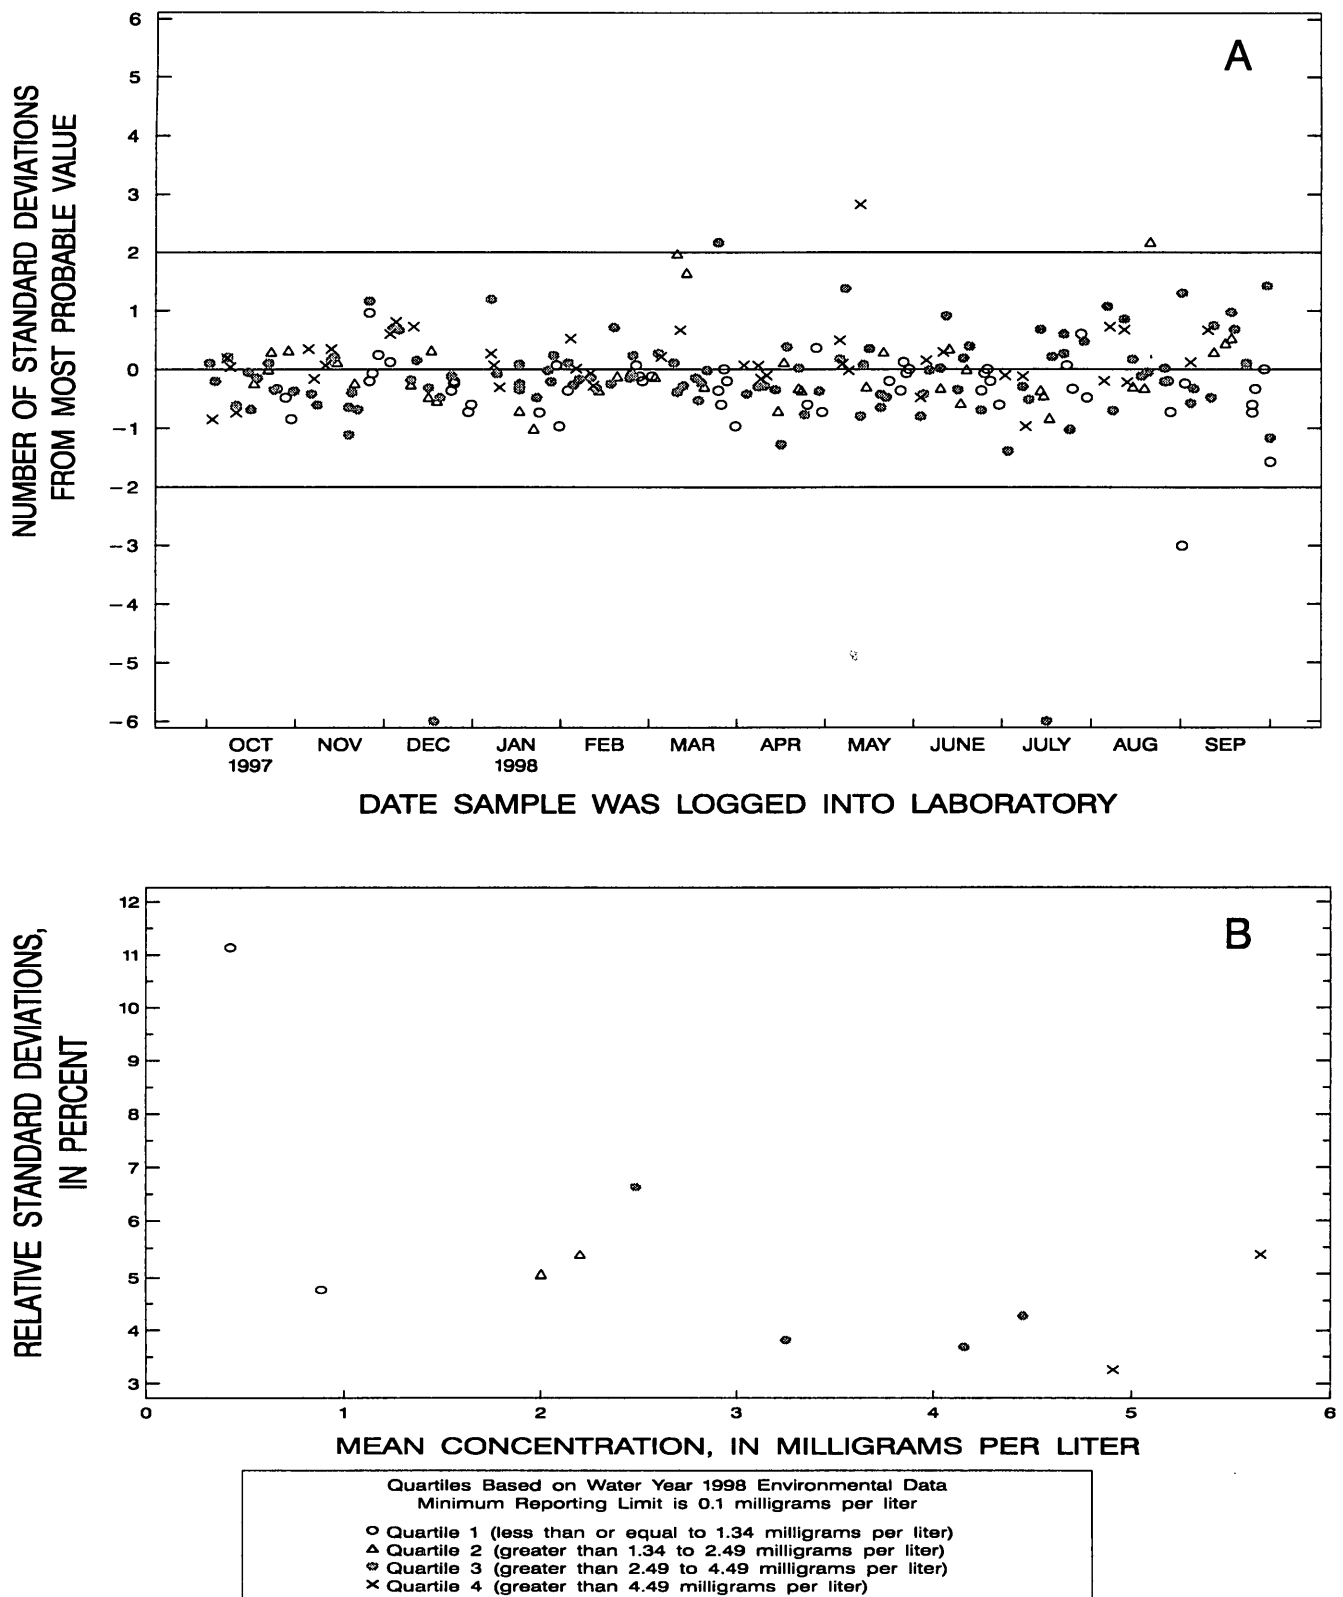 A
NUMBER OF STANDARD DEVIATIONS
FROM MOST PROBABLE VALUE
6
5
4
3
2
1
0
−1
−2
−3
−4
−5
−6
OCT NOV DEC JAN FEB MAR APR MAY JUNE JULY AUG SEP
1997 1998
DATE SAMPLE WAS LOGGED INTO LABORATORY
B
RELATIVE STANDARD DEVIATIONS,
IN PERCENT
12
11
10
9
8
7
6
5
4
3
0 1 2 3 4 5 6
MEAN CONCENTRATION, IN MILLIGRAMS PER LITER
Quartiles Based on Water Year 1998 Environmental Data
Minimum Reporting Limit is 0.1 milligrams per liter
Quartile 1 (less than or equal to 1.34 milligrams per liter)
Quartile 2 (greater than 1.34 to 2.49 milligrams per liter)
Quartile 3 (greater than 2.49 to 4.49 milligrams per liter)
Quartile 4 (greater than 4.49 milligrams per liter)